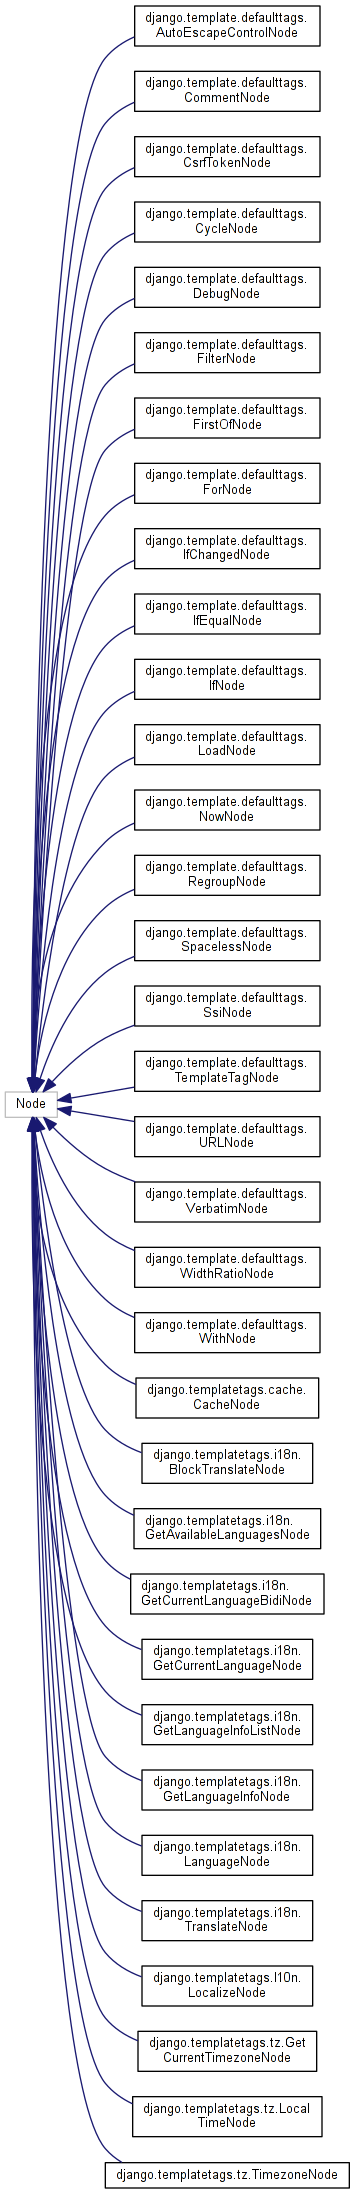 django.template.defaulttags.
AutoEscapeControlNode
django.template.defaulttags.
CommentNode
django.template.defaulttags.
CsrfTokenNode
django.template.defaulttags.
CycleNode
django.template.defaulttags.
DebugNode
django.template.defaulttags.
FilterNode
django.template.defaulttags.
FirstOfNode
django.template.defaulttags.
ForNode
django.template.defaulttags.
IfChangedNode
django.template.defaulttags.
IfEqualNode
django.template.defaulttags.
IfNode
django.template.defaulttags.
LoadNode
django.template.defaulttags.
NowNode
django.template.defaulttags.
RegroupNode
django.template.defaulttags.
SpacelessNode
django.template.defaulttags.
SsiNode
django.template.defaulttags.
TemplateTagNode
Node
django.template.defaulttags.
URLNode
django.template.defaulttags.
VerbatimNode
django.template.defaulttags.
WidthRatioNode
django.template.defaulttags.
WithNode
django.templatetags.cache.
CacheNode
django.templatetags.i18n.
BlockTranslateNode
django.templatetags.i18n.
GetAvailableLanguagesNode
django.templatetags.i18n.
GetCurrentLanguageBidiNode
django.templatetags.i18n.
GetCurrentLanguageNode
django.templatetags.i18n.
GetLanguageInfoListNode
django.templatetags.i18n.
GetLanguageInfoNode
django.templatetags.i18n.
LanguageNode
django.templatetags.i18n.
TranslateNode
django.templatetags.l10n.
LocalizeNode
django.templatetags.tz.Get
CurrentTimezoneNode
django.templatetags.tz.Local
TimeNode
django.templatetags.tz.TimezoneNode